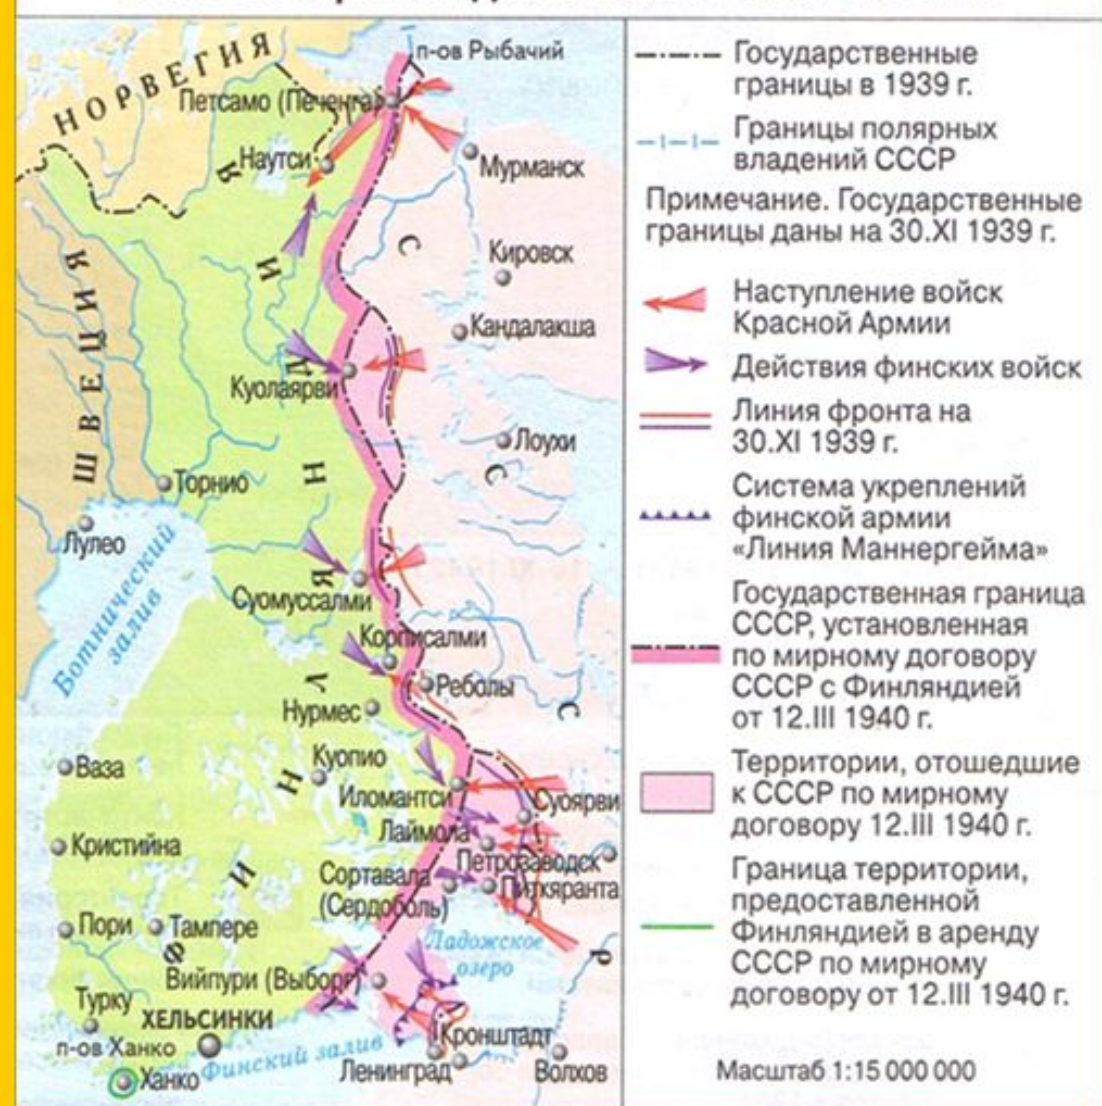 НОРВЕГИЯ
п-ов Рыбачий
Петсамо (Печенга)
Наутси
Мурманск
Кировск
Кандалакша
ШВЕЦИЯ
Куолаярви
Лоухи
Торнио
Лулео
Ботнический
залив
Суомуссалми
Корписалми
Реболы
Нурмес
Куопио
Ваза
Иломантси
Суоярви
Лаймола
Кристийна
Петрозаводск
Сортавала
(Сердоболь)
Питкяранта
Пори
Тампере
Ладожское
озеро
Вийпури (Выборг)
Турку
ХЕЛЬСИНКИ
п-ов Ханко
Финский залив
Кронштадт
Ханко
Ленинград
Волхов
ФИНЛЯНДИЯ
СССР
Государственные
границы в 1939 г.
Границы полярных
владений СССР
Примечание. Государственные
границы даны на 30.XI 1939 г.
Наступление войск
Красной Армии
Действия финских войск
Линия фронта на
30.XI 1939 г.
Система укреплений
финской армии
«Линия Маннергейма»
Государственная граница
СССР, установленная
по мирному договору
СССР с Финляндией
от 12.III 1940 г.
Территории, отошедшие
к СССР по мирному
договору 12.III 1940 г.
Граница территории,
предоставленной
Финляндией в аренду
СССР по мирному
договору от 12.III 1940 г.
Масштаб 1:15 000 000